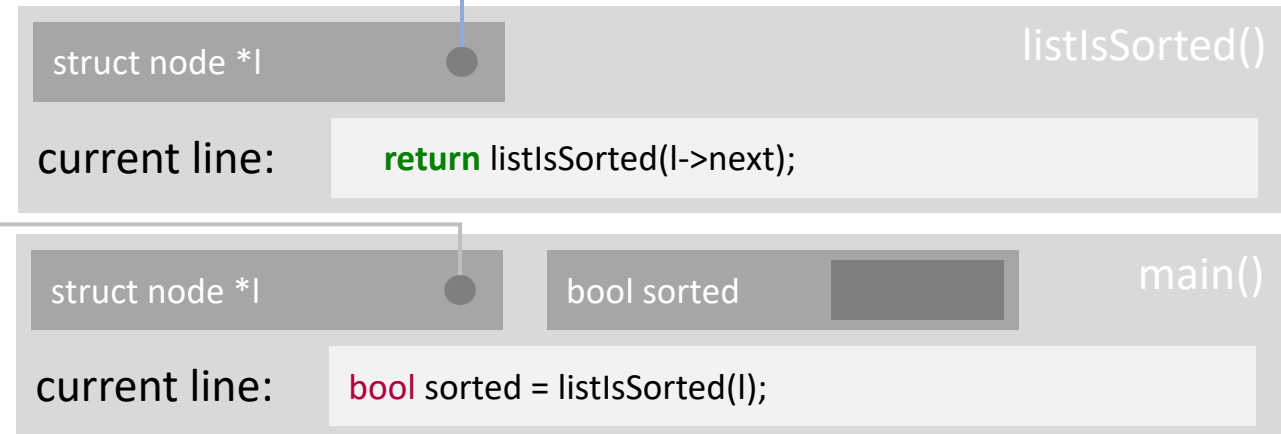 listIsSorted()
struct node *l
current line: return listIsSorted(l->next);
main()
struct node *l bool sorted
current line: bool sorted = listIsSorted(l);